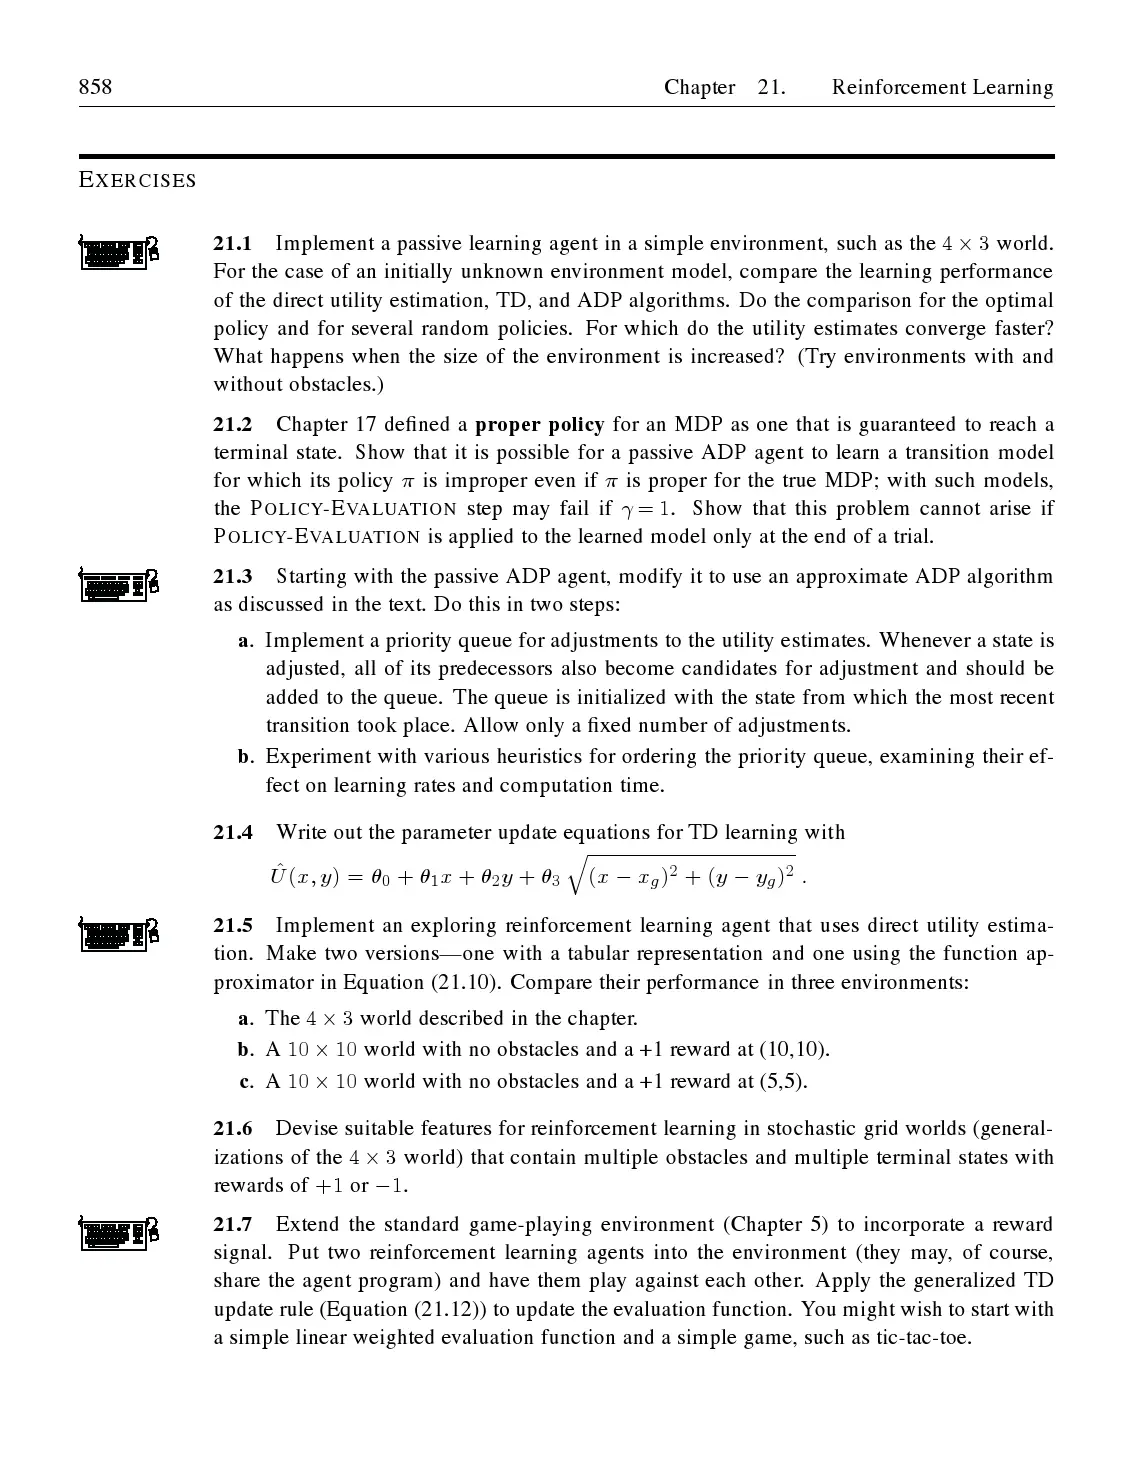 858 Chapter 21. Reinforcement Learning
EXERCISES
21.1 Implement a passive learning agent in a simple environment, such as the 4 × 3 world.
For the case of an initially unknown environment model, compare the learning performance
of the direct utility estimation, TD, and ADP algorithms. Do the comparison for the optimal
policy and for several random policies. For which do the utility estimates converge faster?
What happens when the size of the environment is increased? (Try environments with and
without obstacles.)
21.2 Chapter 17 defined a proper policy for an MDP as one that is guaranteed to reach a
terminal state. Show that it is possible for a passive ADP agent to learn a transition model
for which its policy π is improper even if π is proper for the true MDP; with such models,
the POLICY-EVALUATION step may fail if γ = 1. Show that this problem cannot arise if
POLICY-EVALUATION is applied to the learned model only at the end of a trial.
21.3 Starting with the passive ADP agent, modify it to use an approximate ADP algorithm
as discussed in the text. Do this in two steps:
a. Implement a priority queue for adjustments to the utility estimates. Whenever a state is
adjusted, all of its predecessors also become candidates for adjustment and should be
added to the queue. The queue is initialized with the state from which the most recent
transition took place. Allow only a fixed number of adjustments.
b. Experiment with various heuristics for ordering the priority queue, examining their ef-
fect on learning rates and computation time.
21.4 Write out the parameter update equations for TD learning with
Û(x, y) = θ₀ + θ₁x + θ₂y + θ₃ √((x − x_g)² + (y − y_g)²) .
21.5 Implement an exploring reinforcement learning agent that uses direct utility estima-
tion. Make two versions—one with a tabular representation and one using the function ap-
proximator in Equation (21.10). Compare their performance in three environments:
a. The 4 × 3 world described in the chapter.
b. A 10 × 10 world with no obstacles and a +1 reward at (10,10).
c. A 10 × 10 world with no obstacles and a +1 reward at (5,5).
21.6 Devise suitable features for reinforcement learning in stochastic grid worlds (general-
izations of the 4 × 3 world) that contain multiple obstacles and multiple terminal states with
rewards of +1 or −1.
21.7 Extend the standard game-playing environment (Chapter 5) to incorporate a reward
signal. Put two reinforcement learning agents into the environment (they may, of course,
share the agent program) and have them play against each other. Apply the generalized TD
update rule (Equation (21.12)) to update the evaluation function. You might wish to start with
a simple linear weighted evaluation function and a simple game, such as tic-tac-toe.